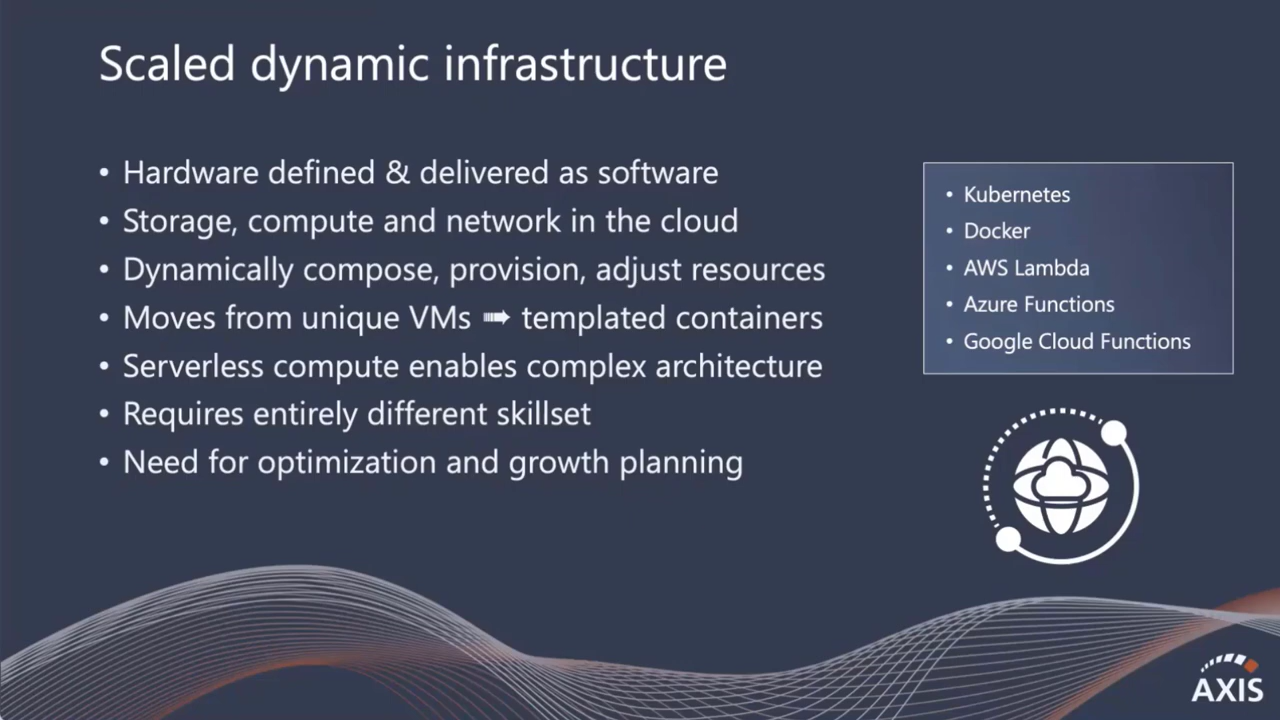 Scaled dynamic infrastructure
• Hardware defined & delivered as software
• Storage, compute and network in the cloud
• Dynamically compose, provision, adjust resources
• Moves from unique VMs ➠ templated containers
• Serverless compute enables complex architecture
• Requires entirely different skillset
• Need for optimization and growth planning
• Kubernetes
• Docker
• AWS Lambda
• Azure Functions
• Google Cloud Functions
AXIS